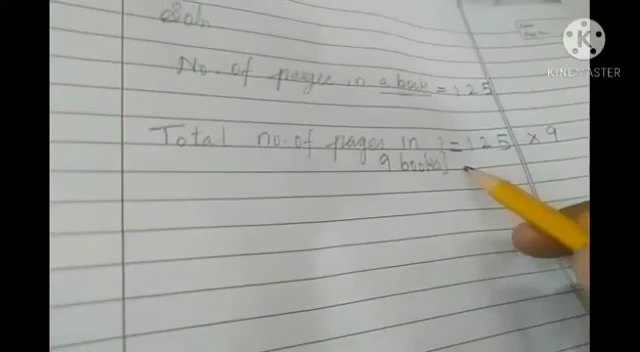 Soln.
No. of pages in a book = 125
Total no. of pages in } = 125 × 9
9 books
KINEMASTER